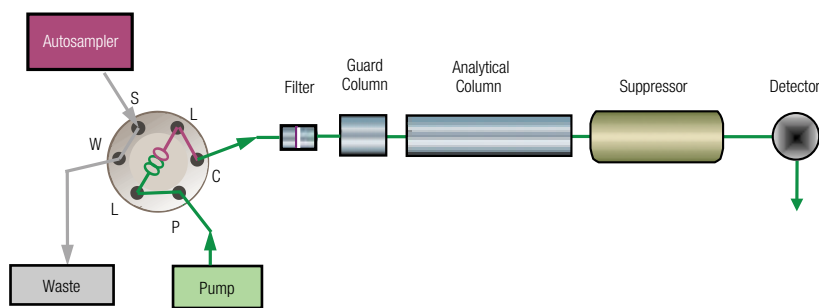 Autosampler
S
L
W
C
L
P
Waste
Pump
Filter
Guard
Column
Analytical
Column
Suppressor
Detector